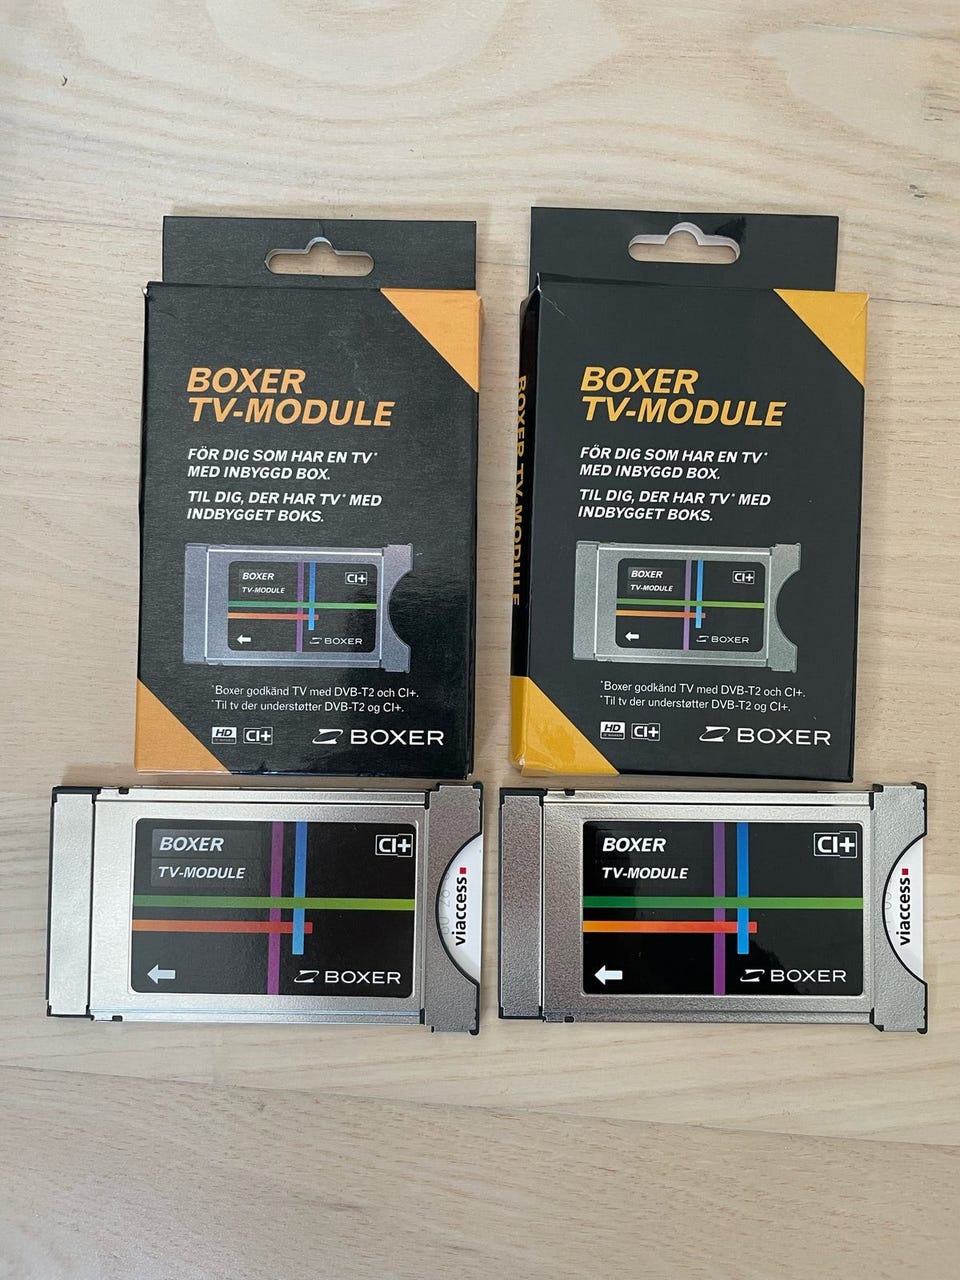 BOXER
TV-MODULE
FÖR DIG SOM HAR EN TV*
MED INBYGGD BOX.
TIL DIG, DER HAR TV* MED
INDBYGGET BOKS.
BOXER
TV-MODULE
CI+
BOXER
*Boxer godkänd TV med DVB-T2 och CI+.
*Til tv der understøtter DVB-T2 og CI+.
HD
CI+
BOXER
BOXER TV-MODULE
BOXER
TV-MODULE
FÖR DIG SOM HAR EN TV*
MED INBYGGD BOX.
TIL DIG, DER HAR TV* MED
INDBYGGET BOKS.
BOXER
TV-MODULE
CI+
BOXER
*Boxer godkänd TV med DVB-T2 och CI+.
*Til tv der understøtter DVB-T2 og CI+.
HD
CI+
BOXER
BOXER
TV-MODULE
CI+
BOXER
viaccess
BOXER
TV-MODULE
CI+
BOXER
viaccess